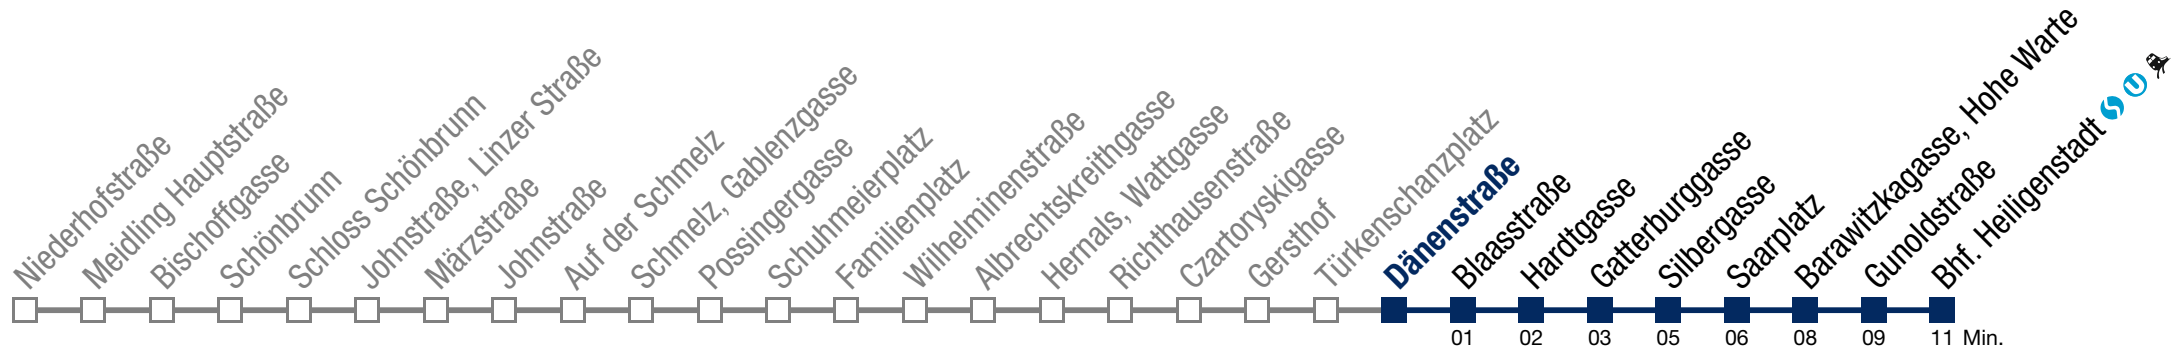 Niederhofstraße
Meidling Hauptstraße
Bischoffgasse
Schönbrunn
Schloss Schönbrunn
Johnstraße, Linzer Straße
Märzstraße
Johnstraße
Auf der Schmelz
Schmelz, Gablenzgasse
Possingergasse
Schuhmeierplatz
Familienplatz
Wilhelminenstraße
Albrechtskreithgasse
Hernals, Wattgasse
Richthausenstraße
Czartoryskigasse
Gersthof
Türkenschanzplatz
Dänenstraße
Blaasstraße
Hardtgasse
Gatterburggasse
Silbergasse
Saarplatz
Barawitzkagasse, Hohe Warte
Gunoldstraße
Bhf. Heiligenstadt S U
01 02 03 05 06 08 09 11 Min.